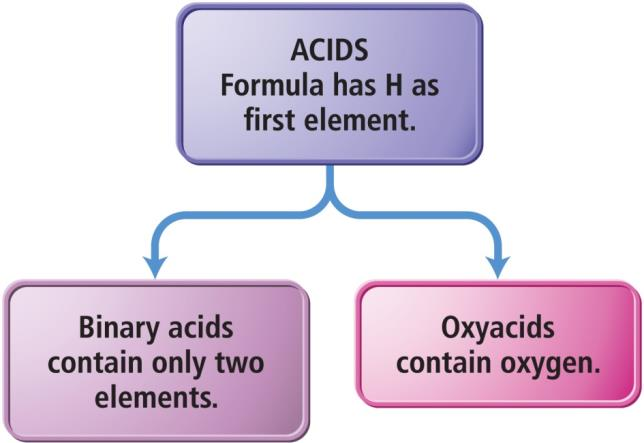 ACIDS
Formula has H as
first element.
Binary acids
contain only two
elements.
Oxyacids
contain oxygen.